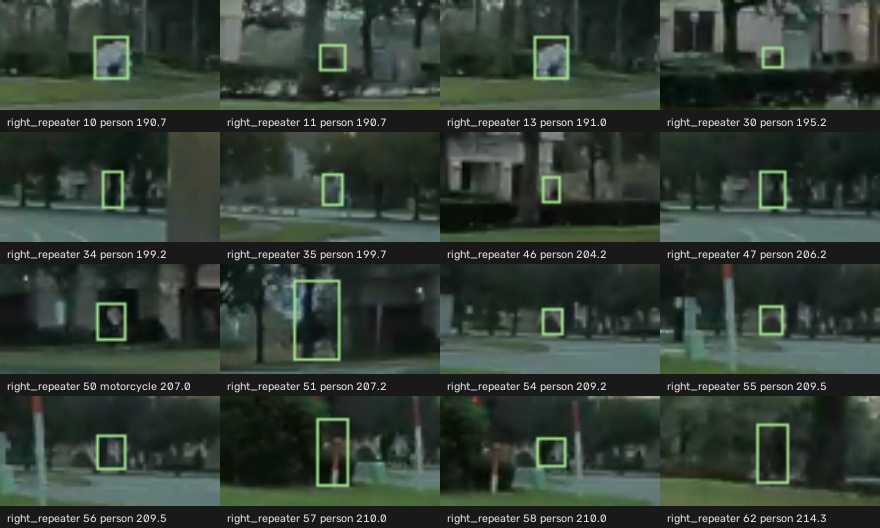 right_repeater 10 person 190.7
right_repeater 11 person 190.7
right_repeater 13 person 191.0
right_repeater 30 person 195.2
right_repeater 34 person 199.2
right_repeater 35 person 199.7
right_repeater 46 person 204.2
right_repeater 47 person 206.2
right_repeater 50 motorcycle 207.0
right_repeater 51 person 207.2
right_repeater 54 person 209.2
right_repeater 55 person 209.5
right_repeater 56 person 209.5
right_repeater 57 person 210.0
right_repeater 58 person 210.0
right_repeater 62 person 214.3